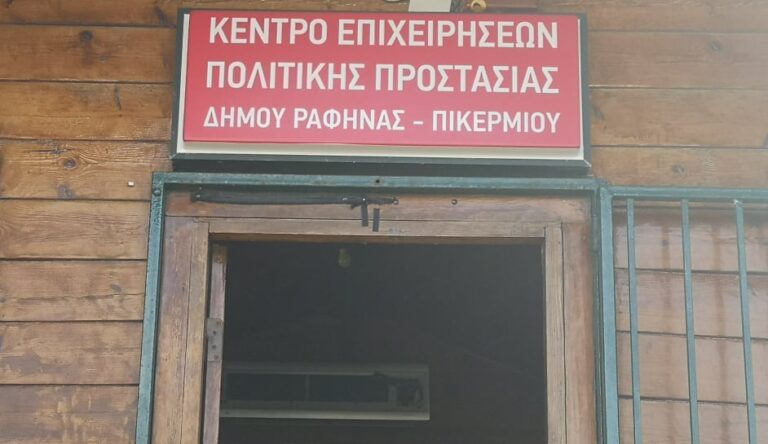 ΚΕΝΤΡΟ ΕΠΙΧΕΙΡΗΣΕΩΝ
ΠΟΛΙΤΙΚΗΣ ΠΡΟΣΤΑΣΙΑΣ
ΔΗΜΟΥ ΡΑΦΗΝΑΣ - ΠΙΚΕΡΜΙΟΥ